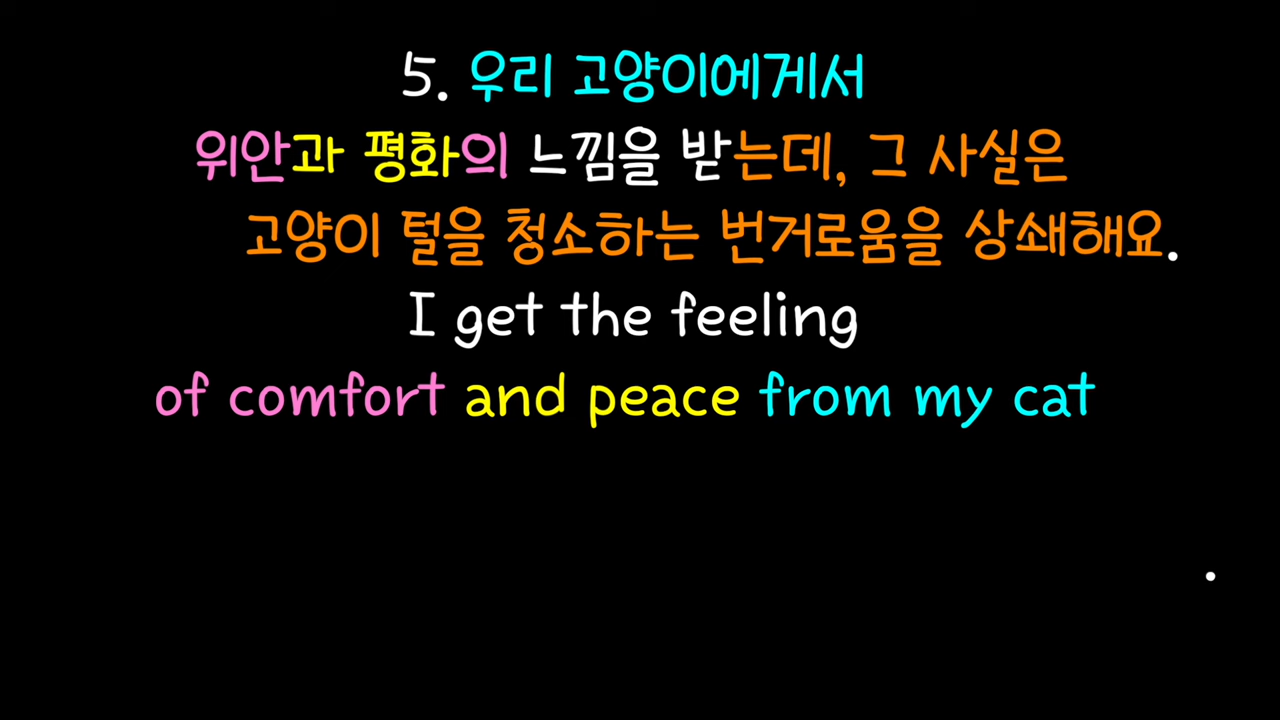 5. 우리 고양이에게서
위안과 평화의 느낌을 받는데, 그 사실은
고양이 털을 청소하는 번거로움을 상쇄해요.
I get the feeling
of comfort and peace from my cat
.